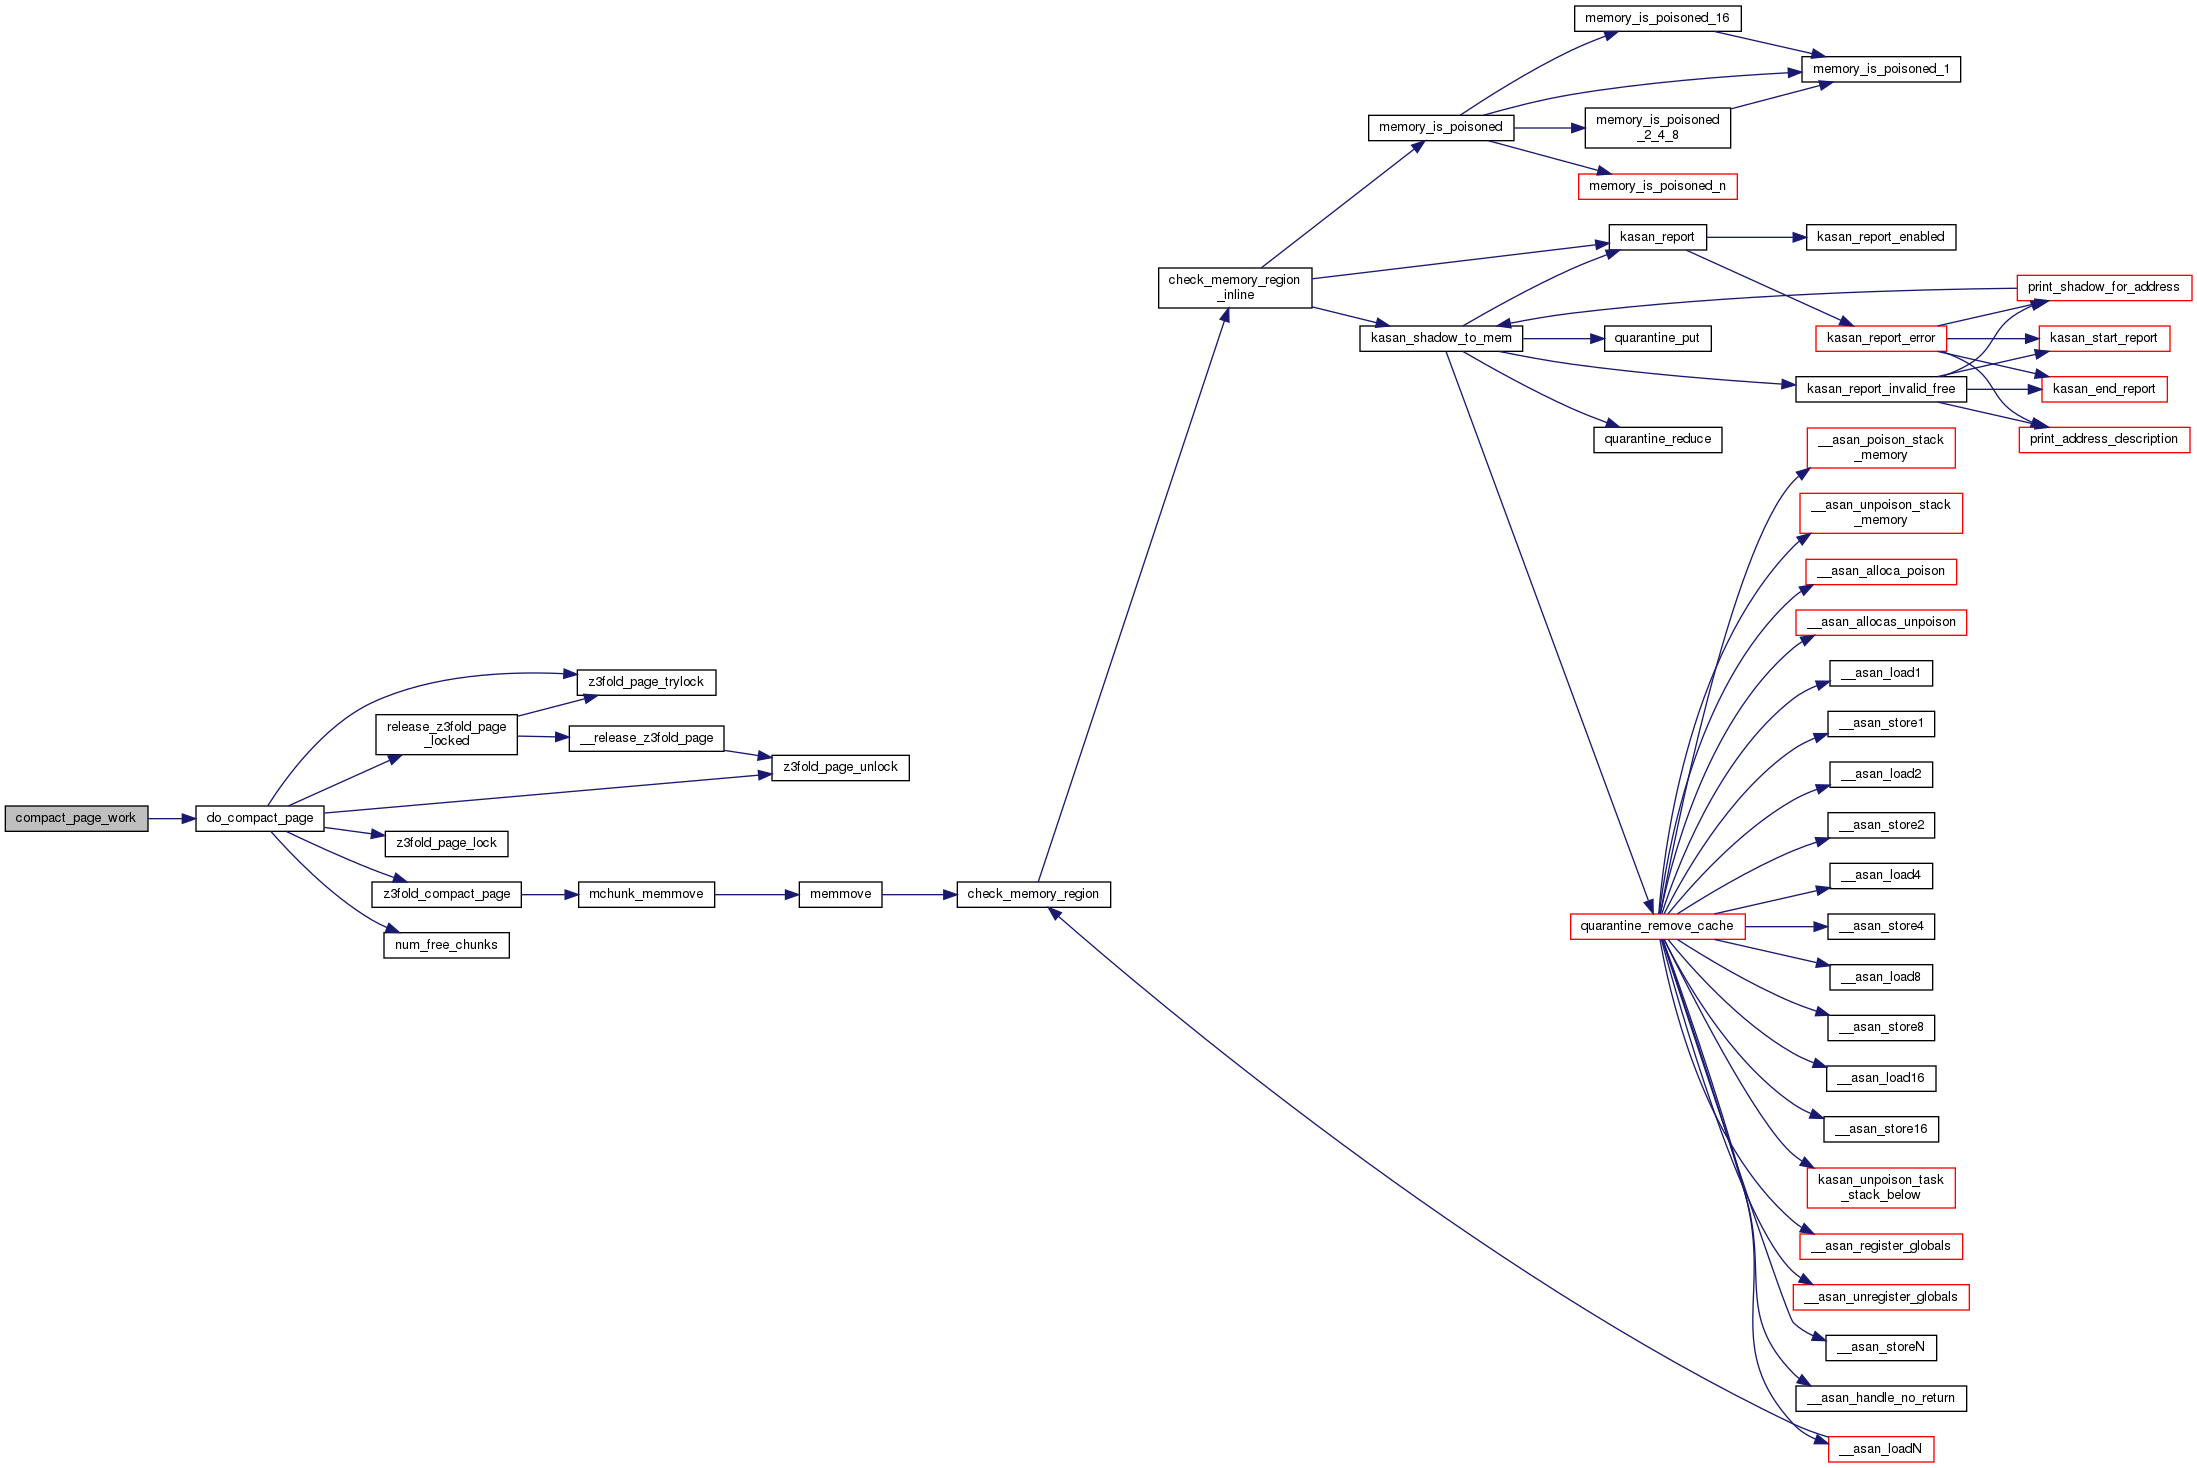 memory_is_poisoned_16
memory_is_poisoned_1
memory_is_poisoned
memory_is_poisoned
_2_4_8
memory_is_poisoned_n
kasan_report
kasan_report_enabled
check_memory_region
_inline
print_shadow_for_address
kasan_shadow_to_mem
quarantine_put
kasan_report_error
kasan_start_report
kasan_report_invalid_free
kasan_end_report
quarantine_reduce
print_address_description
__asan_poison_stack
_memory
__asan_unpoison_stack
_memory
__asan_alloca_poison
__asan_allocas_unpoison
z3fold_page_trylock
__asan_load1
release_z3fold_page
_locked
__release_z3fold_page
__asan_store1
z3fold_page_unlock
__asan_load2
compact_page_work
do_compact_page
__asan_store2
z3fold_page_lock
__asan_load4
z3fold_compact_page
mchunk_memmove
memmove
check_memory_region
quarantine_remove_cache
__asan_store4
num_free_chunks
__asan_load8
__asan_store8
__asan_load16
__asan_store16
kasan_unpoison_task
_stack_below
__asan_register_globals
__asan_unregister_globals
__asan_storeN
__asan_handle_no_return
__asan_loadN